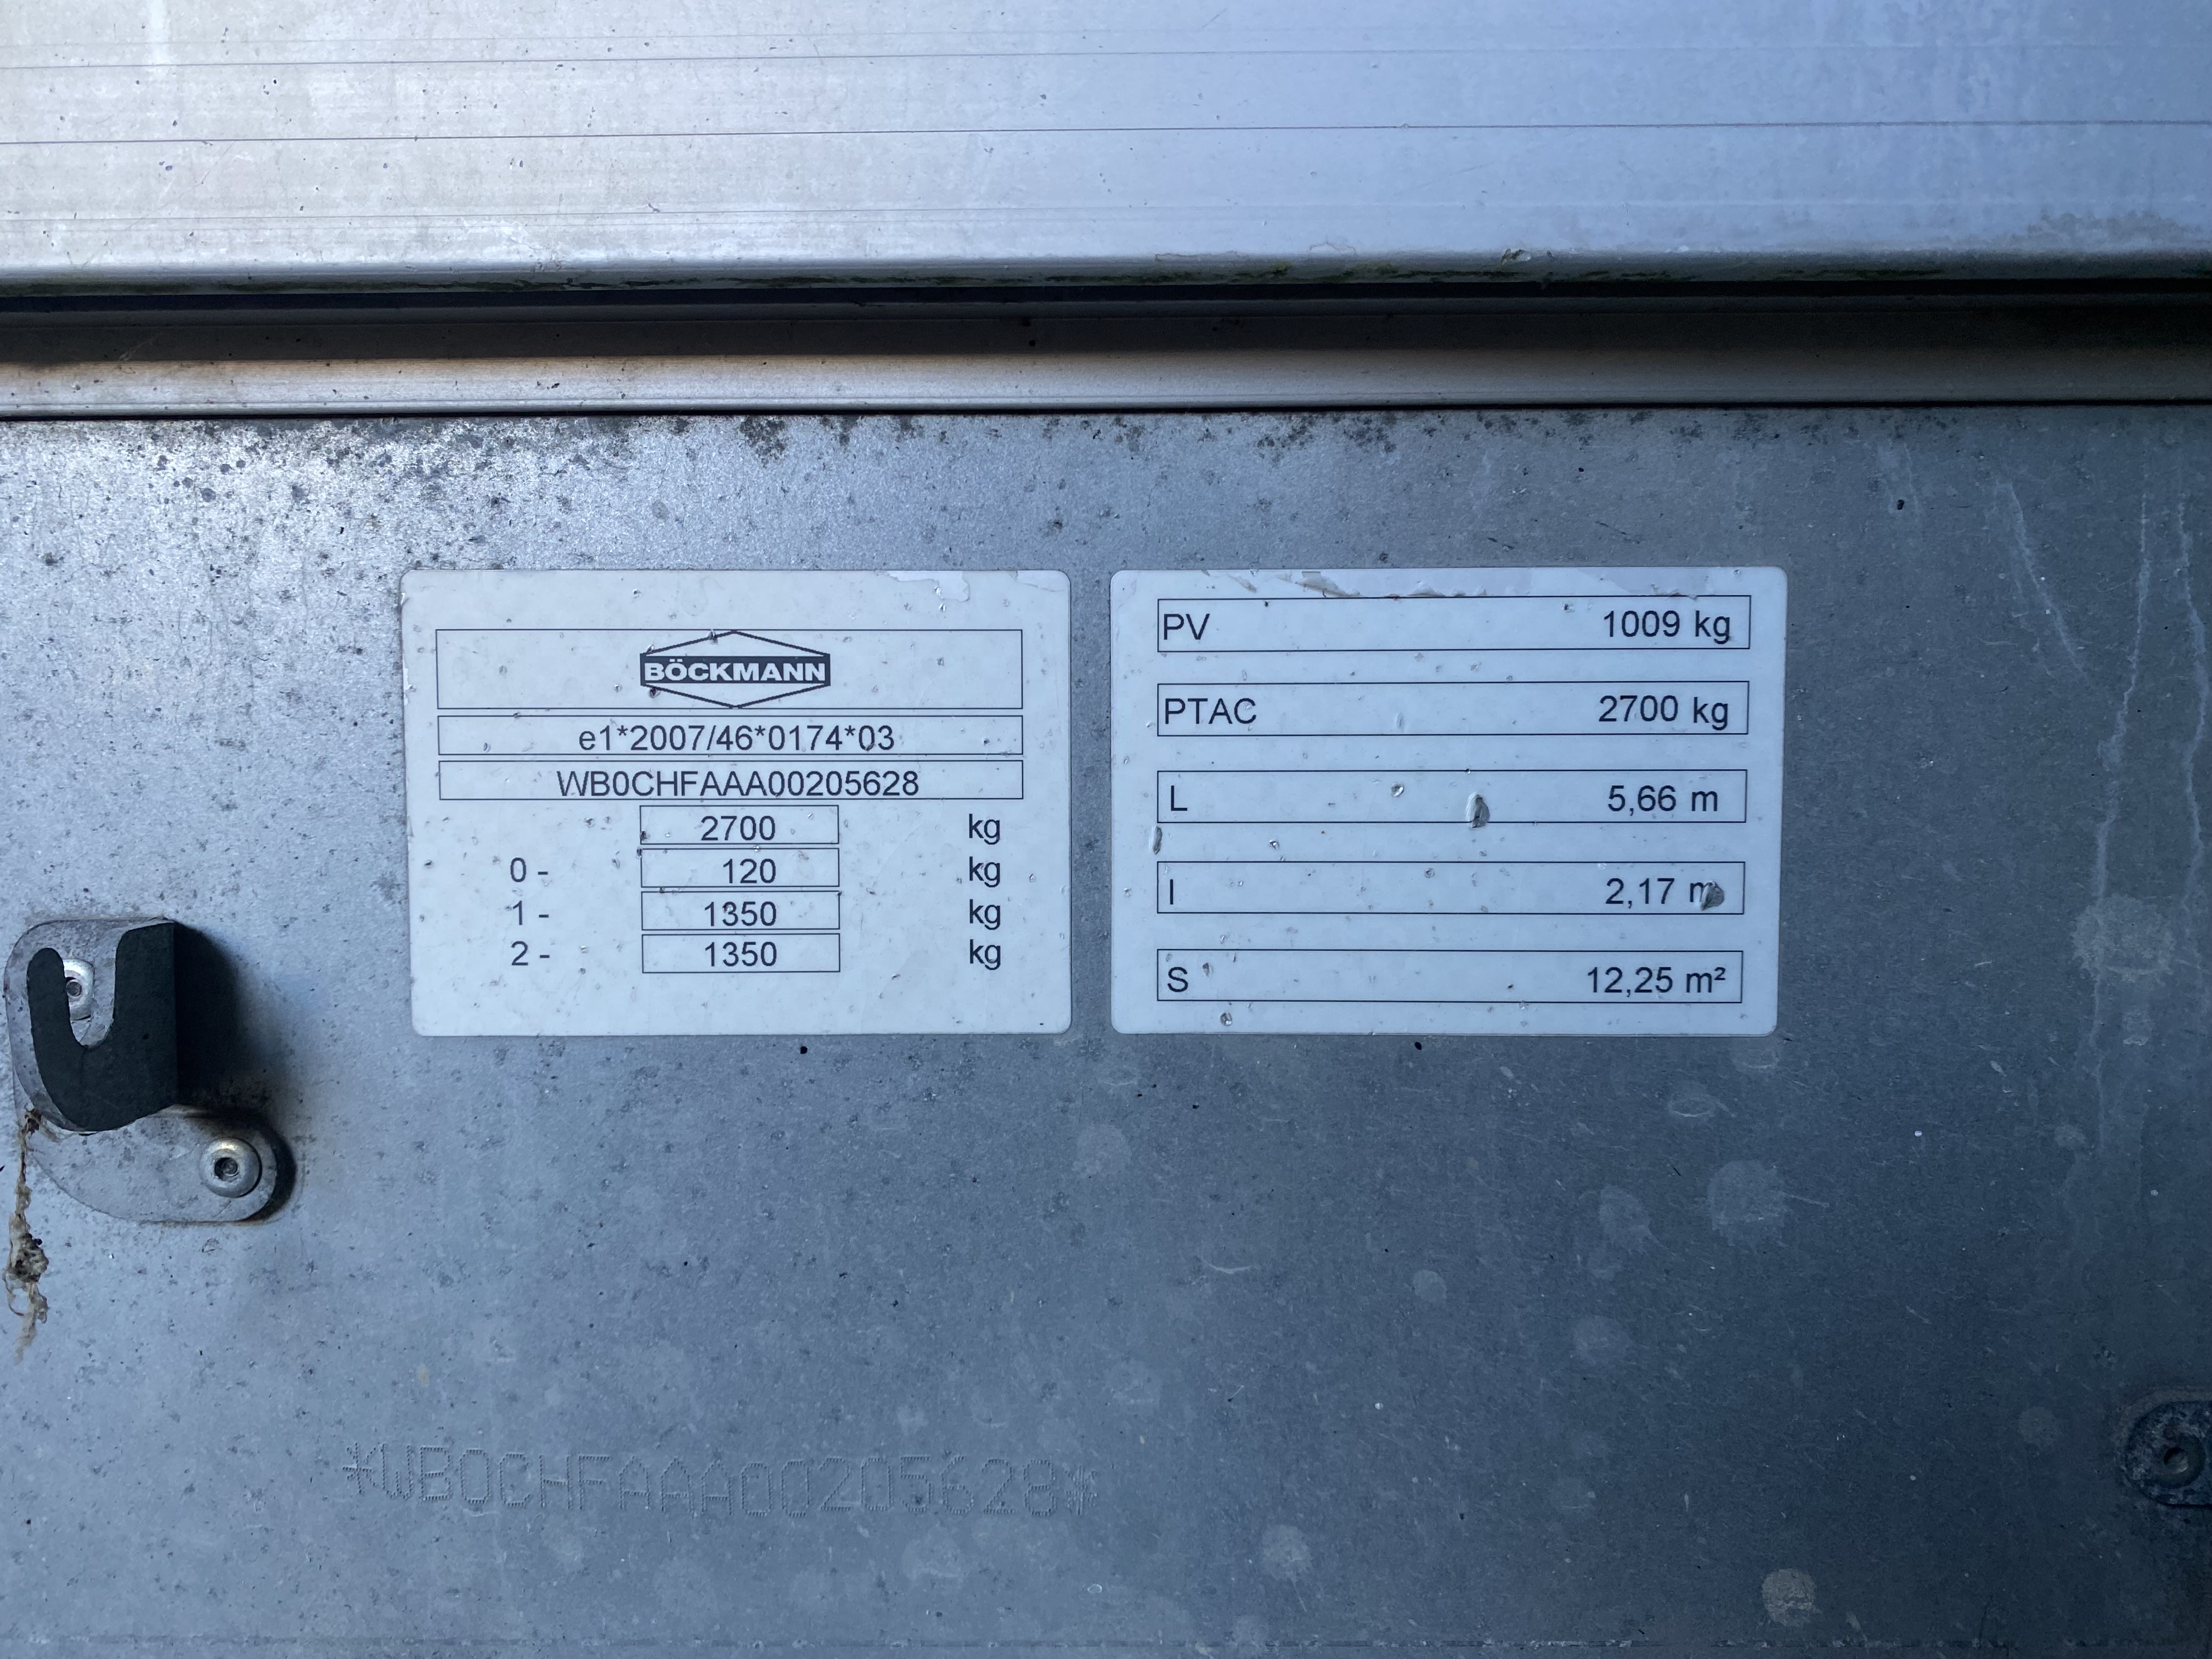 BÖCKMANN
e1*2007/46*0174*03
WB0CHFAAA00205628
2700 kg
0- 120 kg
1- 1350 kg
2- 1350 kg
PV 1009 kg
PTAC 2700 kg
L 5,66 m
l 2,17 m
S 12,25 m²
*WB0CHFAAA00205628*